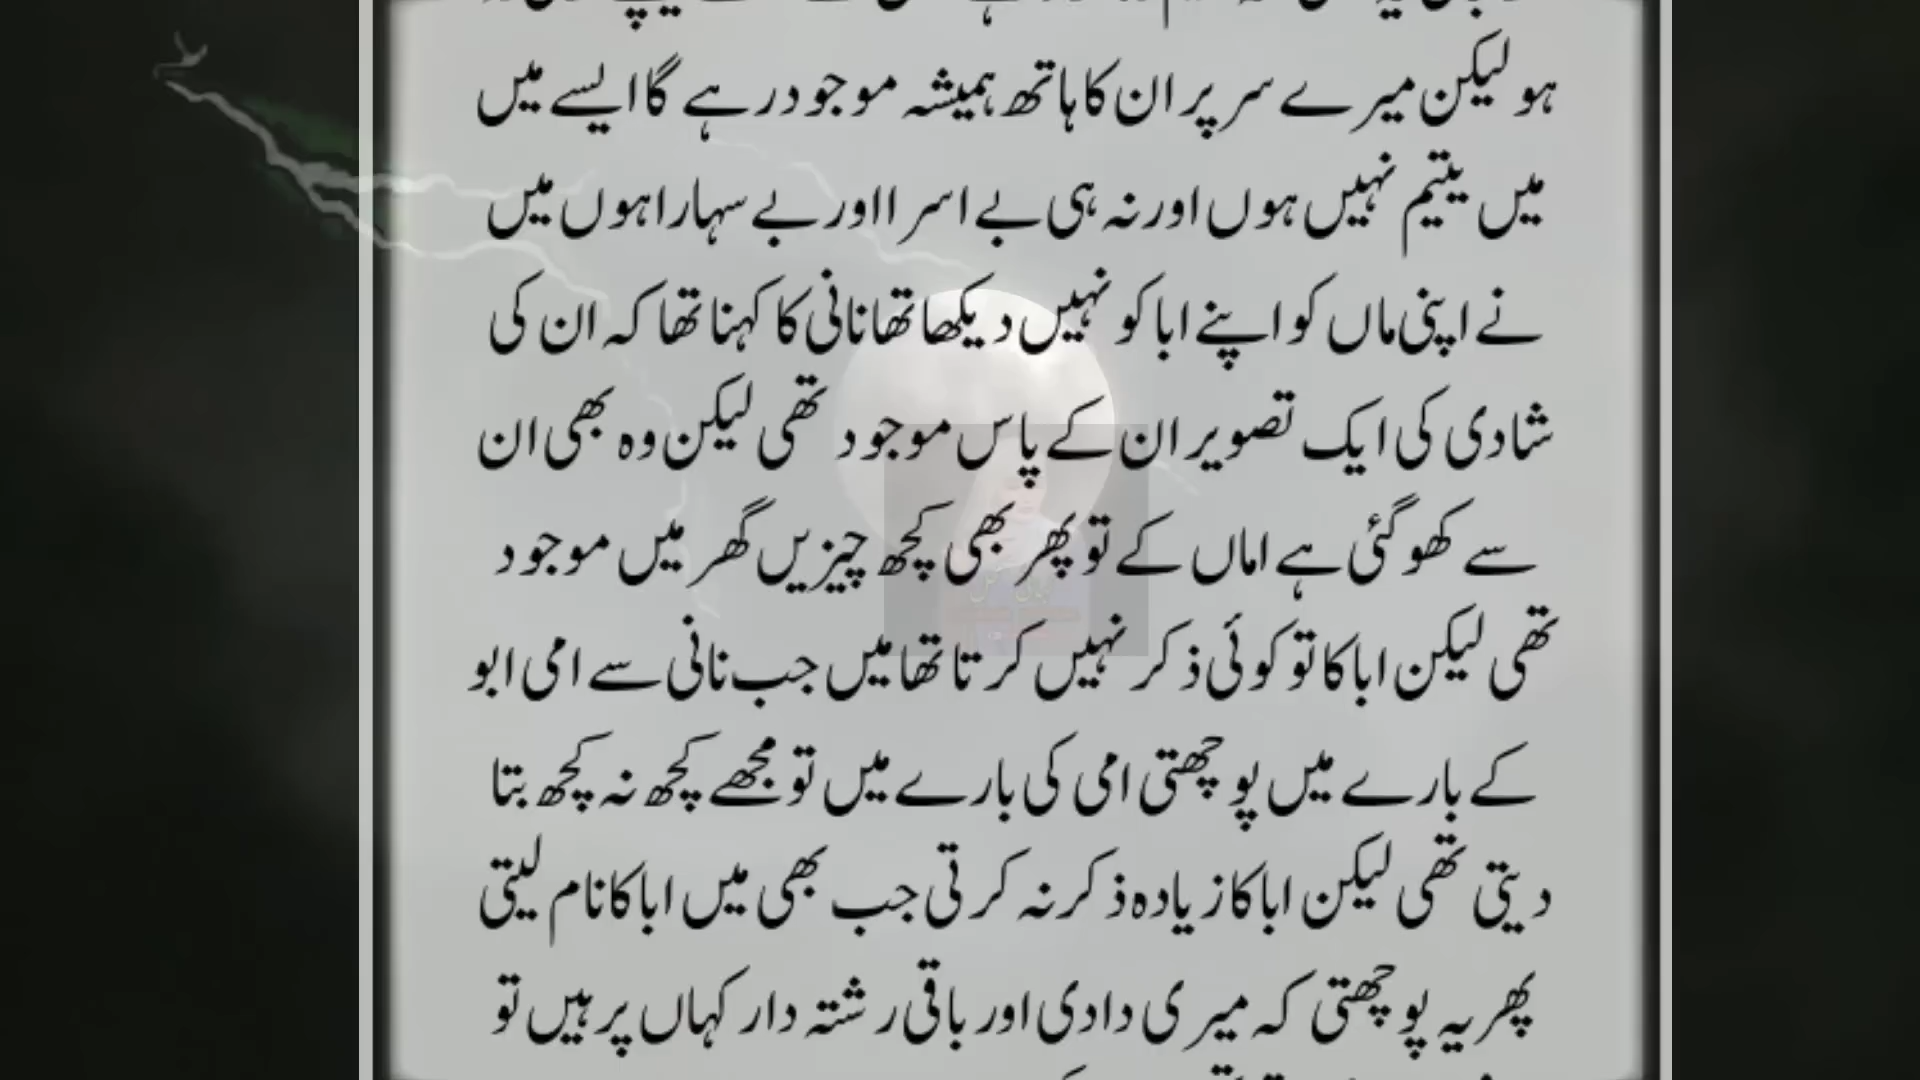 ہو لیکن میرے سر پر ان کا ہاتھ ہمیشہ موجود رہے گا ایسے میں
میں یتیم نہیں ہوں اور نہ ہی بے اسرا اور بے سہارا ہوں میں
نے اپنی ماں کو اپنے ابا کو نہیں دیکھا تھا نانی کا کہنا تھا کہ ان کی
شادی کی ایک تصویر ان کے پاس موجود تھی لیکن وہ بھی ان
سے کھو گئی ہے اماں کے تو پھر بھی کچھ چیزیں گھر میں موجود
تھی لیکن ابا کا تو کوئی ذکر نہیں کرتا تھا میں جب نانی سے امی ابو
کے بارے میں پوچھتی امی کی بارے میں تو مجھے کچھ نہ کچھ بتا
دیتی تھی لیکن ابا کا زیادہ ذکر نہ کرتی جب بھی میں ابا کا نام لیتی
پھر یہ پوچھتی کہ میری دادی اور باقی رشتہ دار کہاں پر ہیں تو